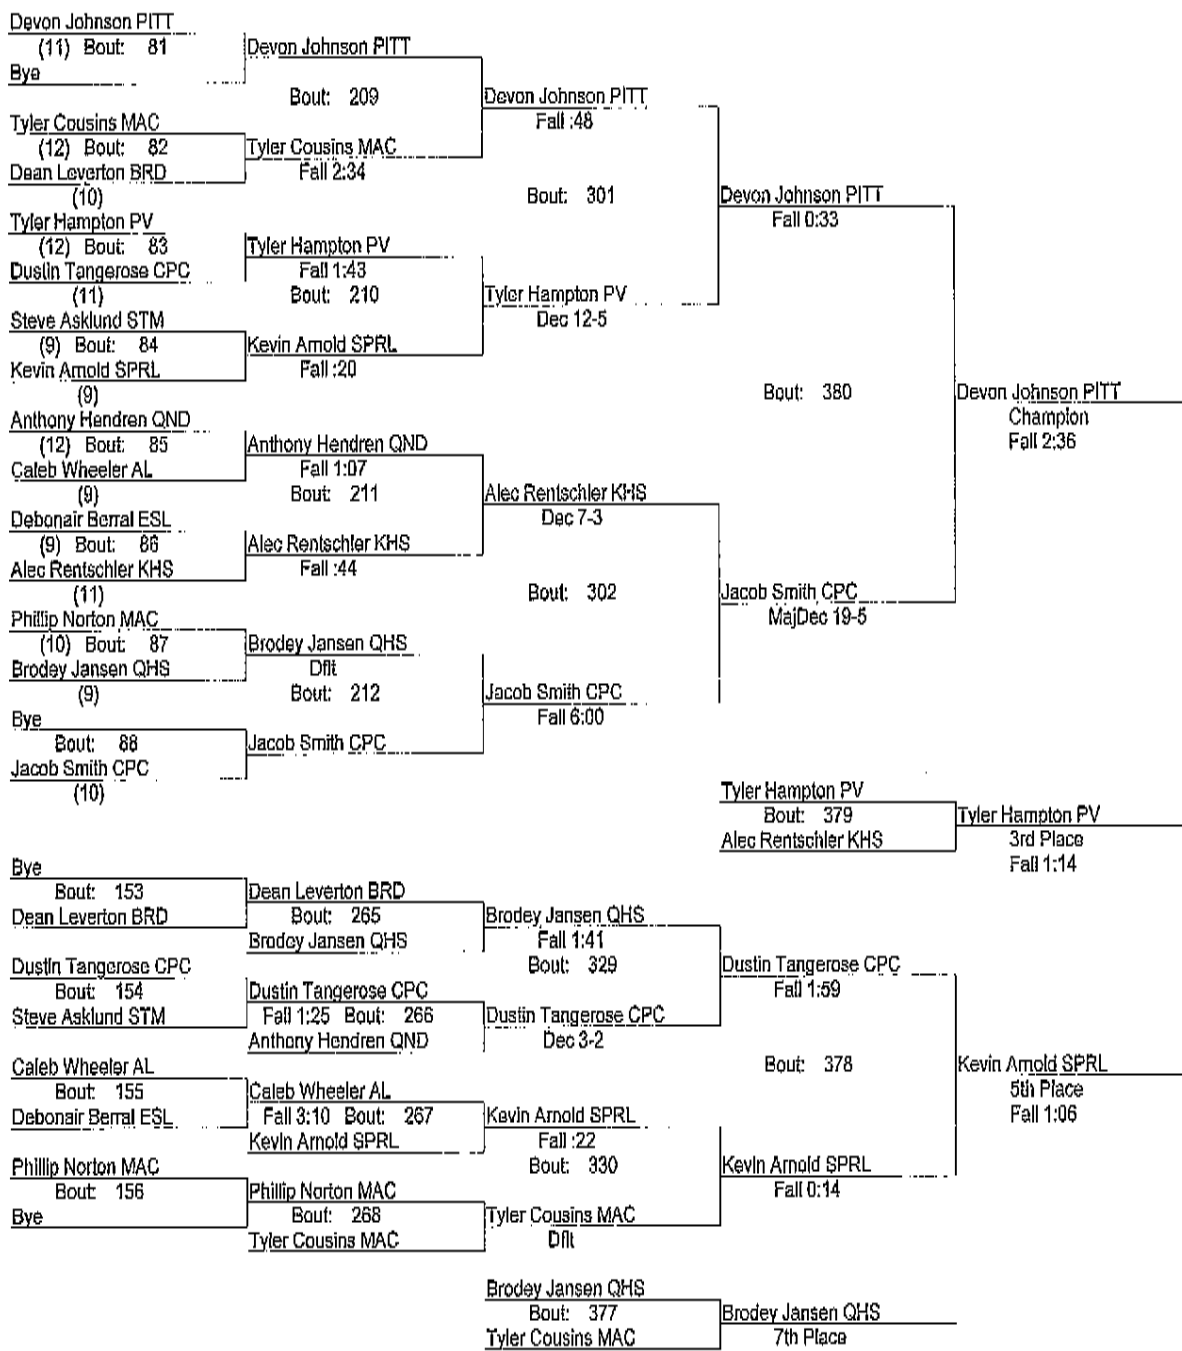 Devon Johnson PITT
(11) Bout: 81
Bye
Devon Johnson PITT
Bout: 209
Tyler Cousins MAC
(12) Bout: 82
Dean Leverton BRD
(10)
Tyler Cousins MAC
Fall 2:34
Devon Johnson PITT
Fall :48
Bout: 301
Tyler Hampton PV
(12) Bout: 83
Dustin Tangerose CPC
(11)
Tyler Hampton PV
Fall 1:43
Bout: 210
Steve Asklund STM
(9) Bout: 84
Kevin Arnold SPRL
(9)
Kevin Arnold SPRL
Fall :20
Tyler Hampton PV
Dec 12-5
Devon Johnson PITT
Fall 0:33
Bout: 380
Anthony Hendren QND
(12) Bout: 85
Caleb Wheeler AL
(9)
Anthony Hendren QND
Fall 1:07
Bout: 211
Debonair Berral ESL
(9) Bout: 86
Alec Rentschler KHS
(11)
Alec Rentschler KHS
Fall :44
Alec Rentschler KHS
Dec 7-3
Bout: 302
Phillip Norton MAC
(10) Bout: 87
Brodey Jansen QHS
(9)
Brodey Jansen QHS
Dflt
Bout: 212
Bye
Bout: 88
Jacob Smith CPC
(10)
Jacob Smith CPC
Jacob Smith CPC
Fall 6:00
Jacob Smith CPC
MajDec 19-5
Devon Johnson PITT
Champion
Fall 2:36
Tyler Hampton PV
Bout: 379
Alec Rentschler KHS
Tyler Hampton PV
3rd Place
Fall 1:14
Bye
Bout: 153
Dean Leverton BRD
Dean Leverton BRD
Bout: 265
Brodey Jansen QHS
Brodey Jansen QHS
Fall 1:41
Bout: 329
Dustin Tangerose CPC
Bout: 154
Steve Asklund STM
Dustin Tangerose CPC
Fall 1:25 Bout: 266
Anthony Hendren QND
Dustin Tangerose CPC
Dec 3-2
Dustin Tangerose CPC
Fall 1:59
Bout: 378
Caleb Wheeler AL
Bout: 155
Debonair Berral ESL
Caleb Wheeler AL
Fall 3:10 Bout: 267
Kevin Arnold SPRL
Kevin Arnold SPRL
Fall :22
Bout: 330
Phillip Norton MAC
Bout: 156
Bye
Phillip Norton MAC
Bout: 268
Tyler Cousins MAC
Tyler Cousins MAC
Dflt
Kevin Arnold SPRL
Fall 0:14
Kevin Arnold SPRL
5th Place
Fall 1:06
Brodey Jansen QHS
Bout: 377
Tyler Cousins MAC
Brodey Jansen QHS
7th Place